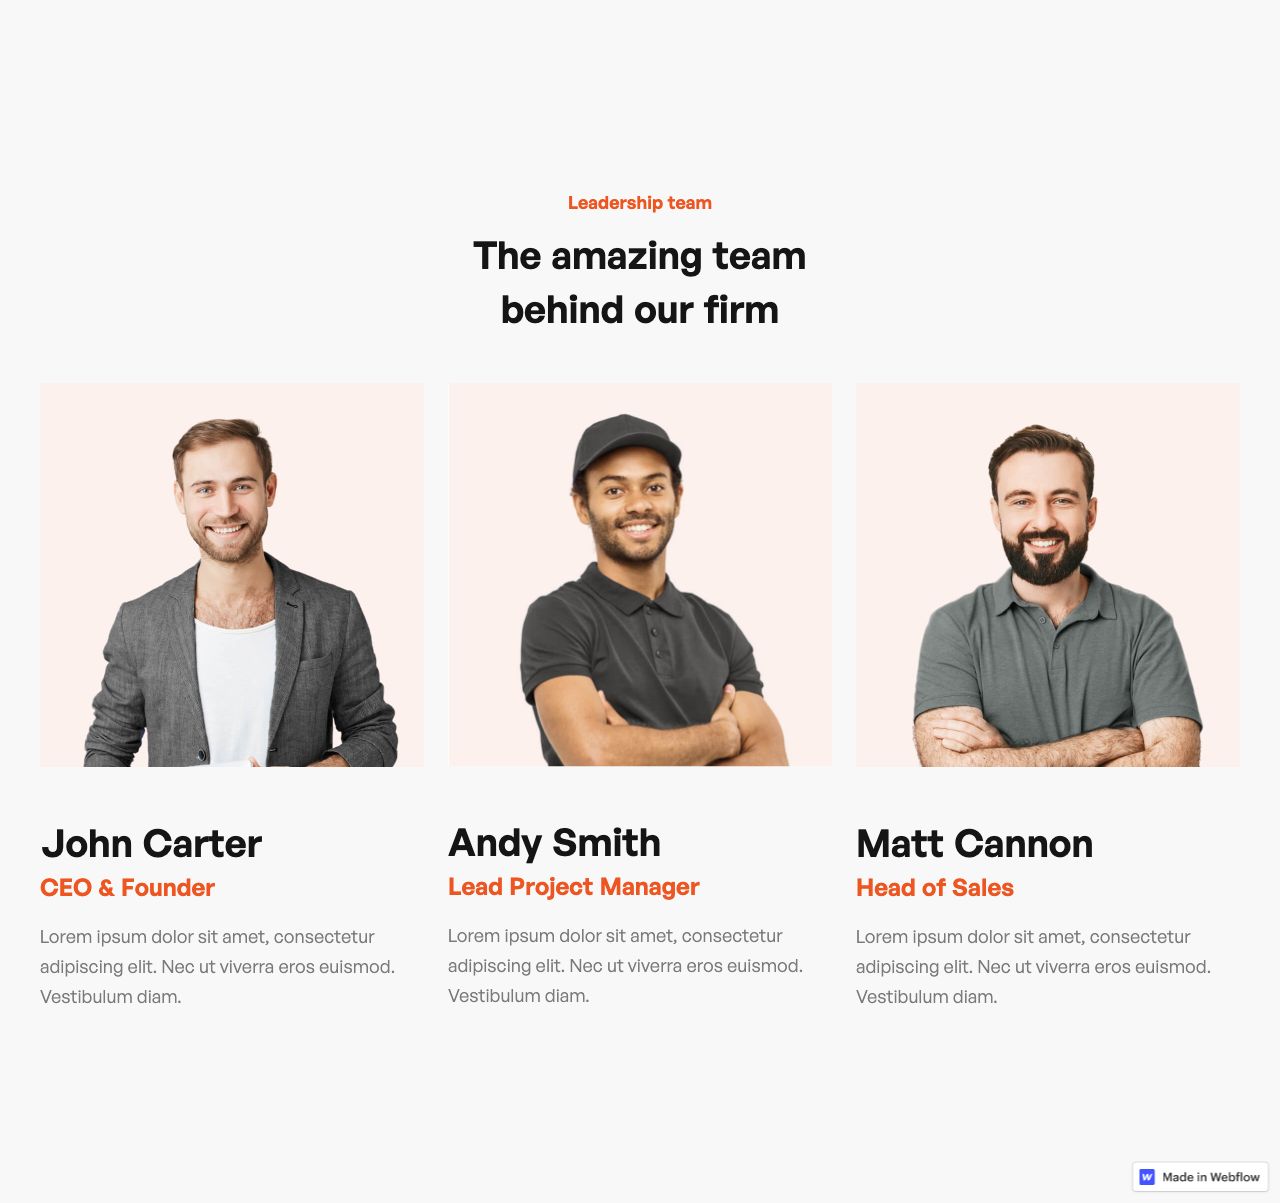 Leadership team
The amazing team
behind our firm
John Carter
CEO & Founder
Lorem ipsum dolor sit amet, consectetur
adipiscing elit. Nec ut viverra eros euismod.
Vestibulum diam.
Andy Smith
Lead Project Manager
Lorem ipsum dolor sit amet, consectetur
adipiscing elit. Nec ut viverra eros euismod.
Vestibulum diam.
Matt Cannon
Head of Sales
Lorem ipsum dolor sit amet, consectetur
adipiscing elit. Nec ut viverra eros euismod.
Vestibulum diam.
Made in Webflow